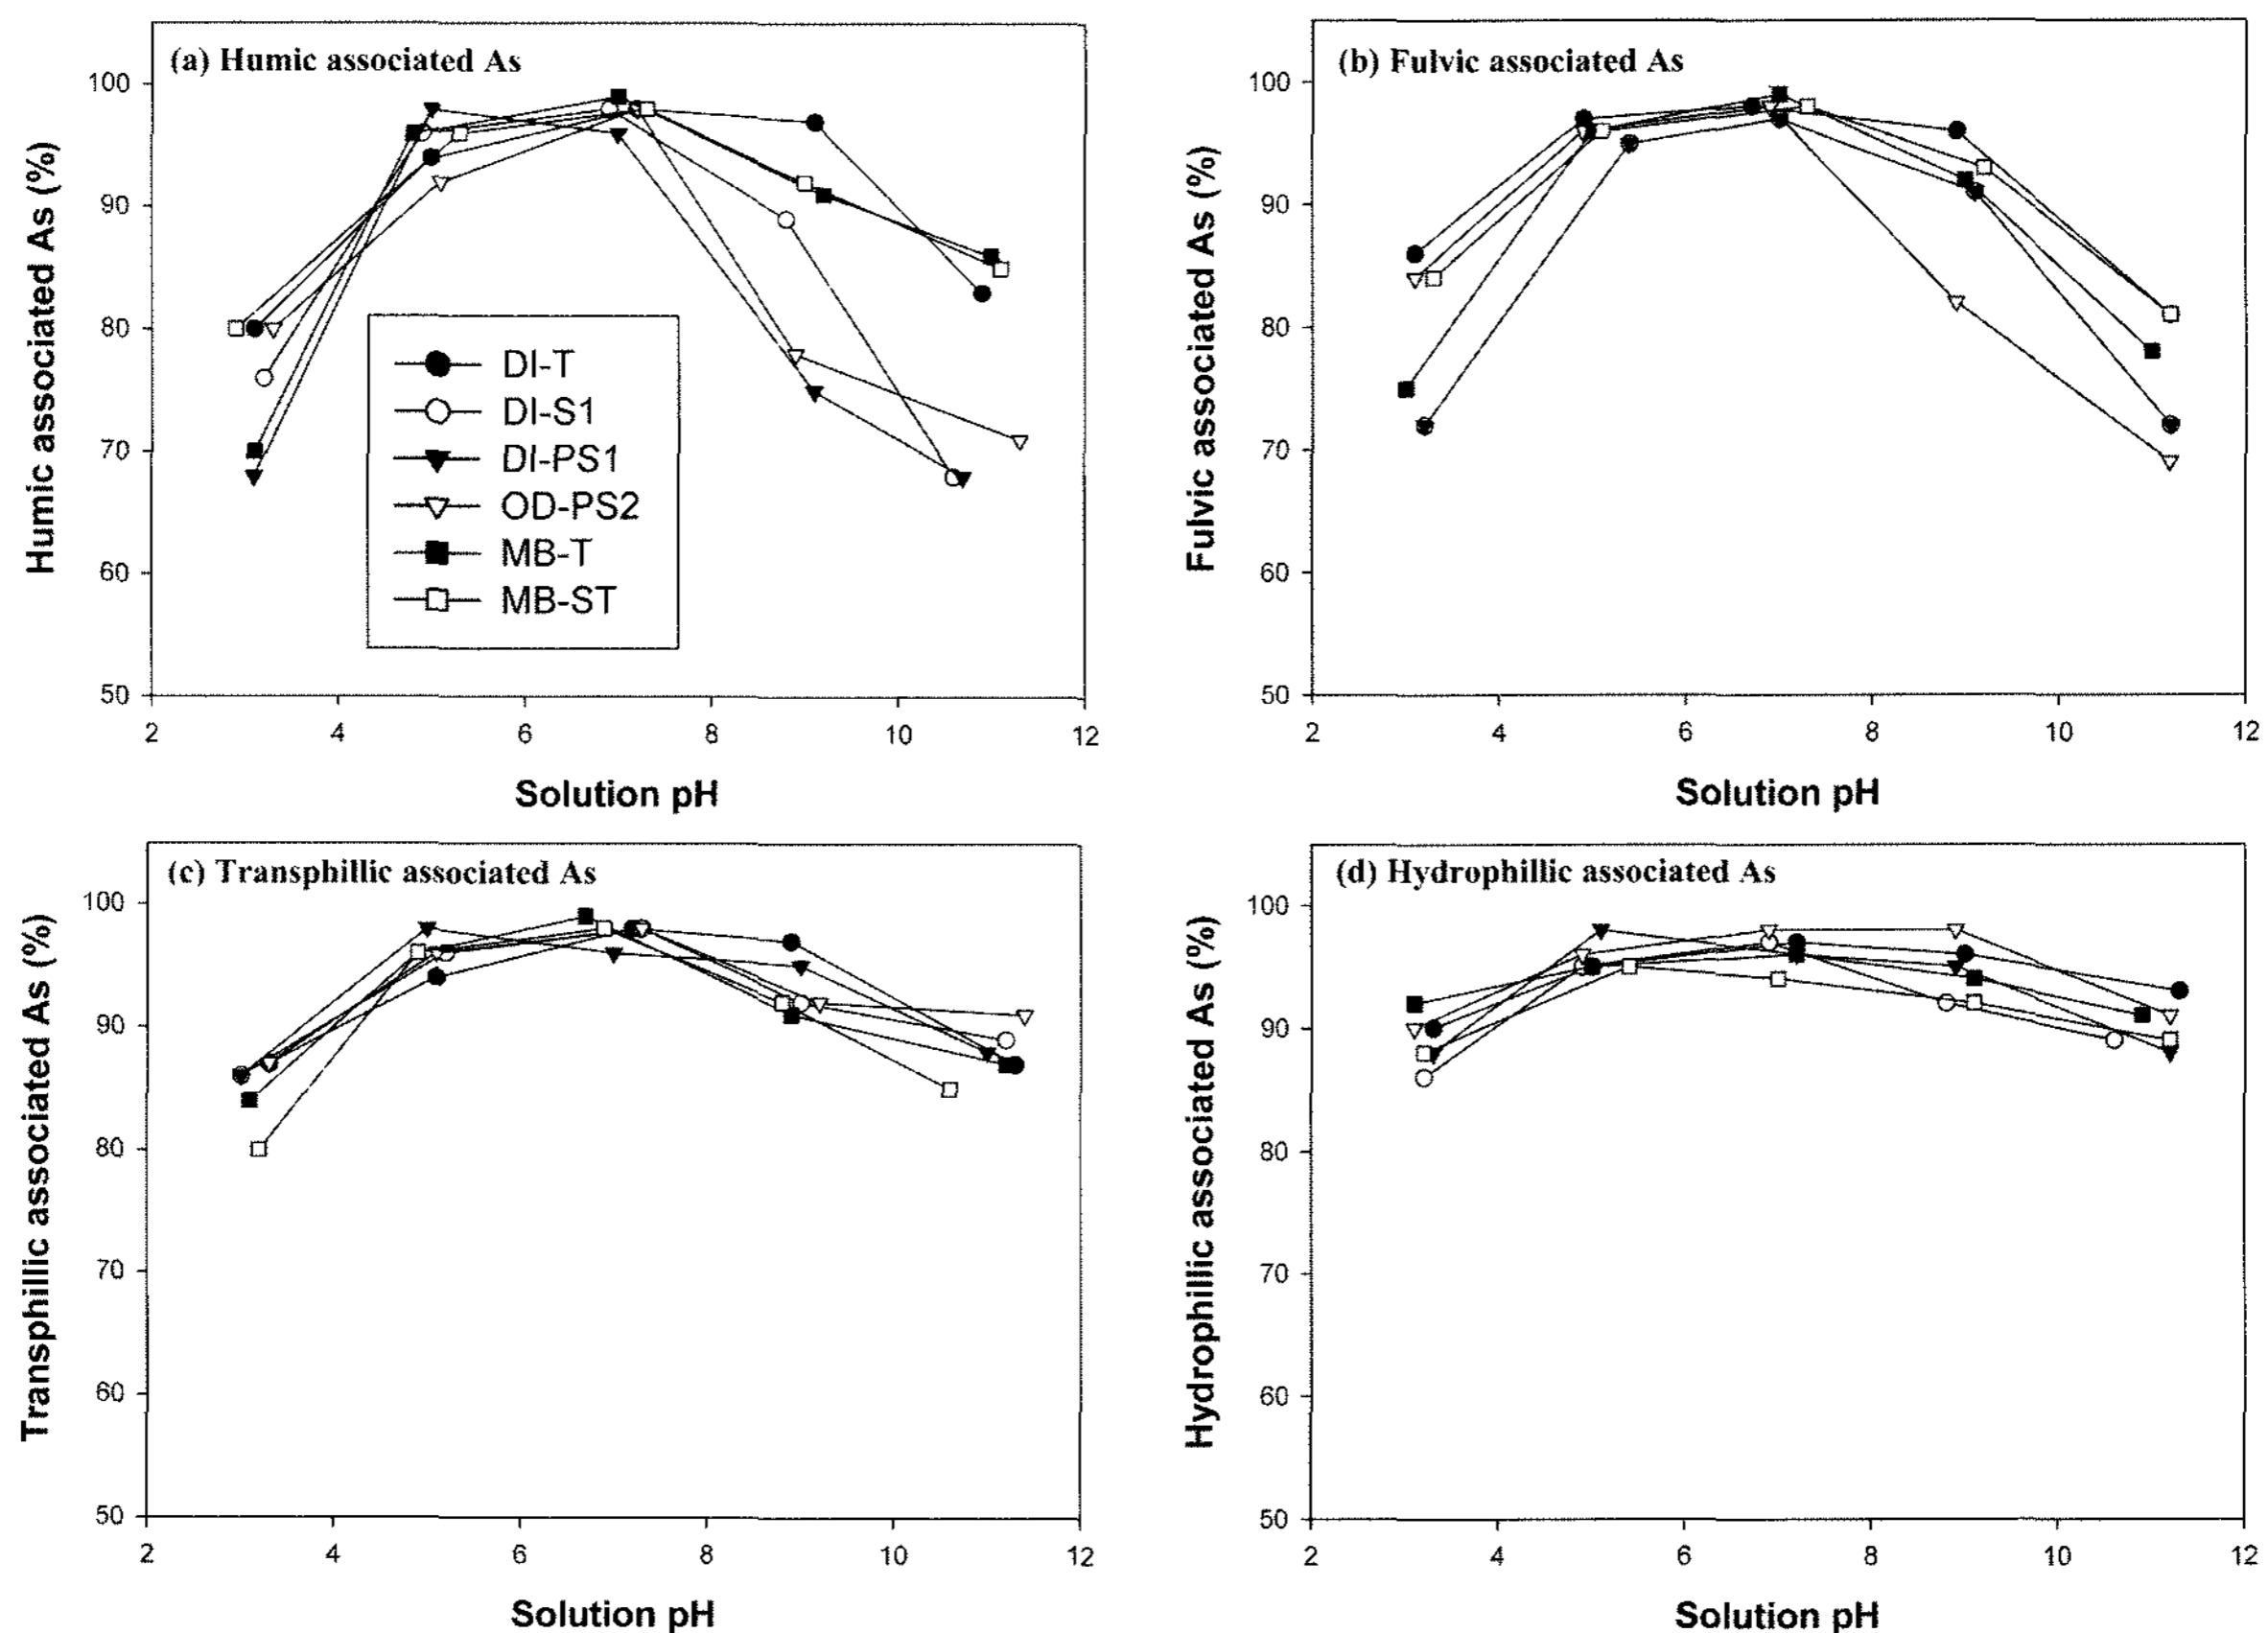 (a) Humic associated As
Humic associated As (%)
100
90
80
70
60
50
DI-T
DI-S1
DI-PS1
OD-PS2
MB-T
MB-ST
2 4 6 8 10 12
Solution pH
(b) Fulvic associated As
Fulvic associated As (%)
100
90
80
70
60
50
2 4 6 8 10 12
Solution pH
(c) Transphillic associated As
Transphillic associated As (%)
100
90
80
70
60
50
2 4 6 8 10 12
Solution pH
(d) Hydrophillic associated As
Hydrophillic associated As (%)
100
90
80
70
60
50
2 4 6 8 10 12
Solution pH